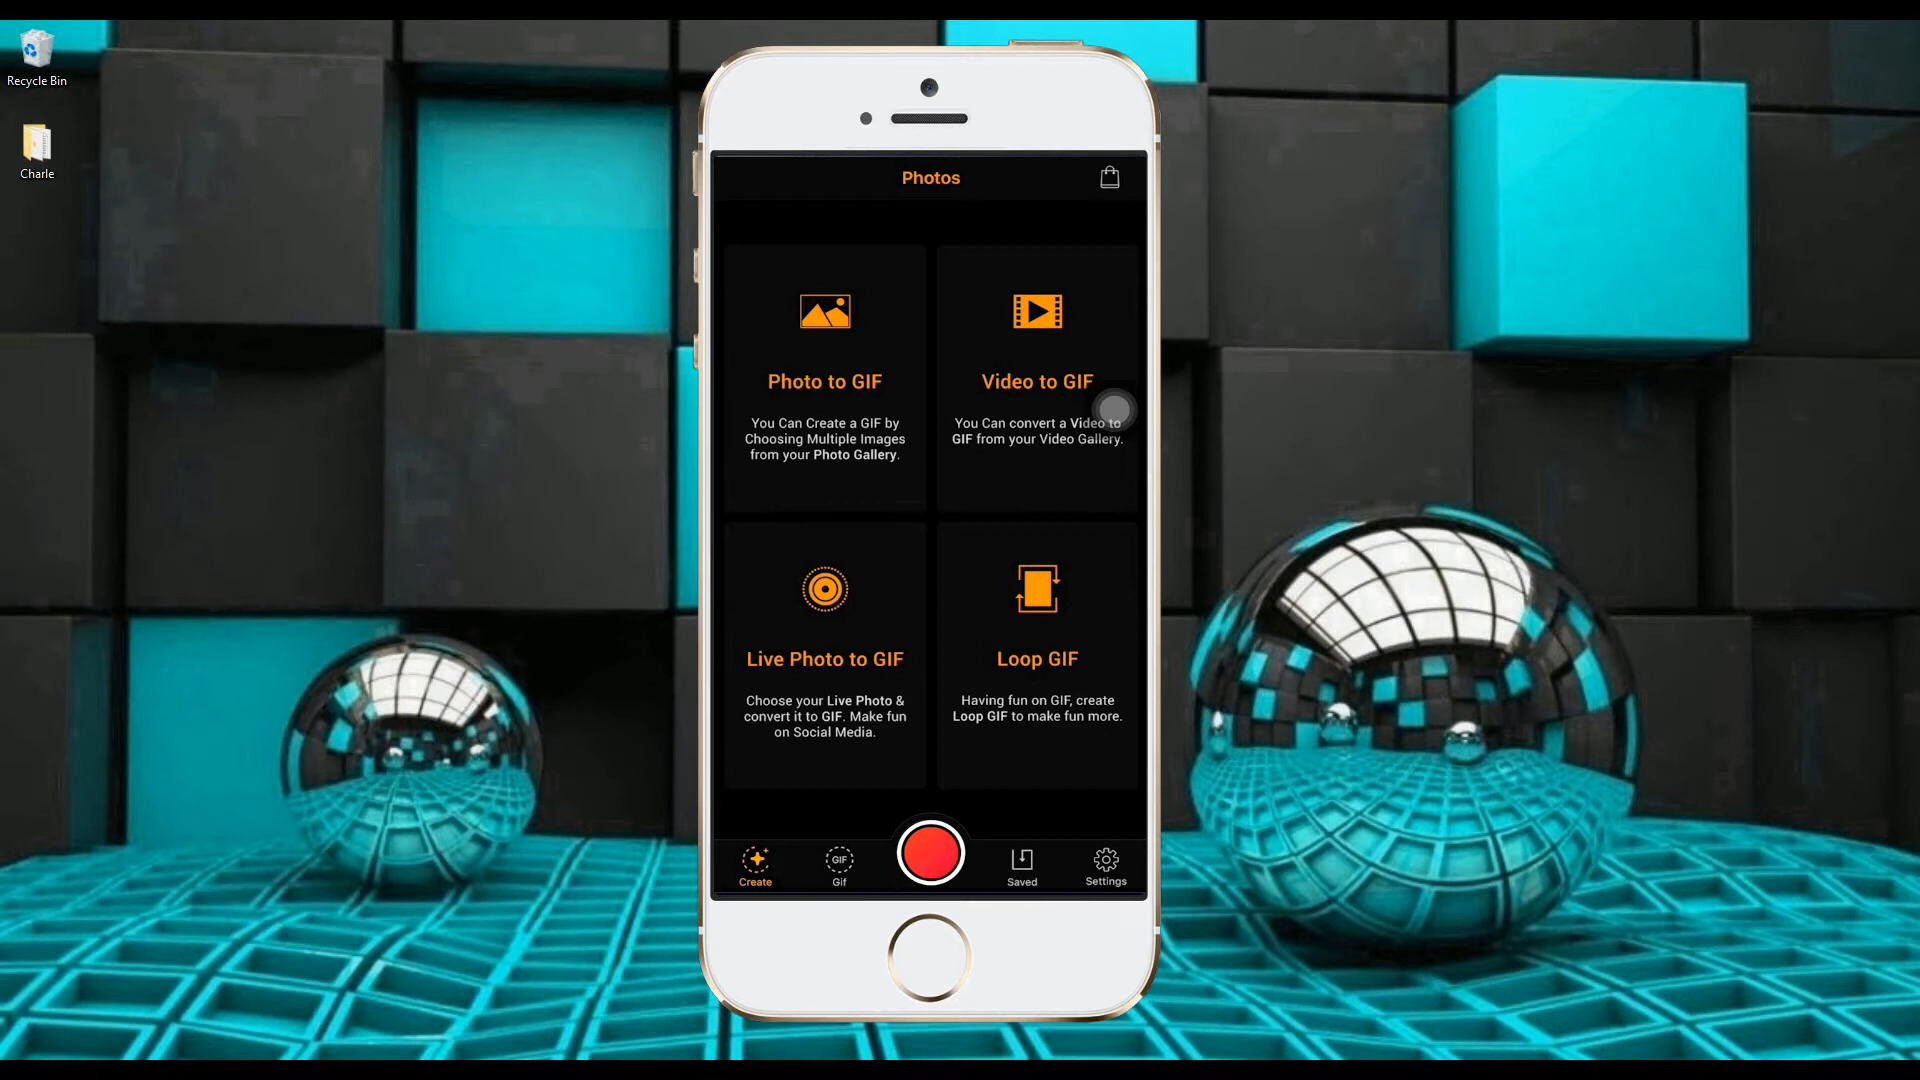 Recycle Bin
Charle
Photos
Photo to GIF
You Can Create a GIF by
Choosing Multiple Images
from your Photo Gallery.
Video to GIF
You Can convert a Video to
GIF from your Video Gallery.
Live Photo to GIF
Choose your Live Photo &
convert it to GIF. Make fun
on Social Media.
Loop GIF
Having fun on GIF, create
Loop GIF to make fun more.
Create
GIF
Gif
Saved
Settings